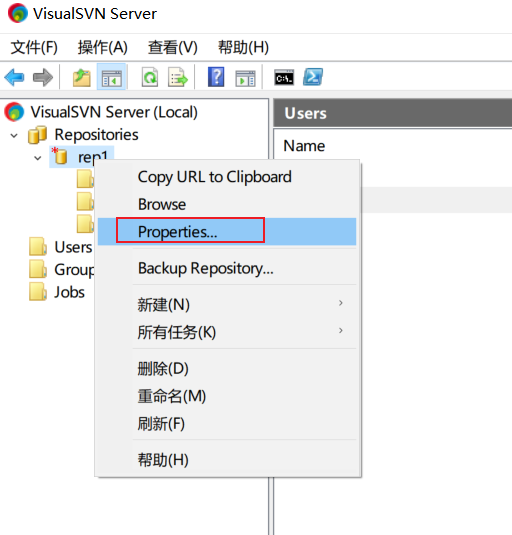 VisualSVN Server
文件(F) 操作(A) 查看(V) 帮助(H)
VisualSVN Server (Local)
Repositories
rep1
Users
Group
Jobs
Users
Name
Copy URL to Clipboard
Browse
Properties...
Backup Repository...
新建(N)
所有任务(K)
删除(D)
重命名(M)
刷新(F)
帮助(H)